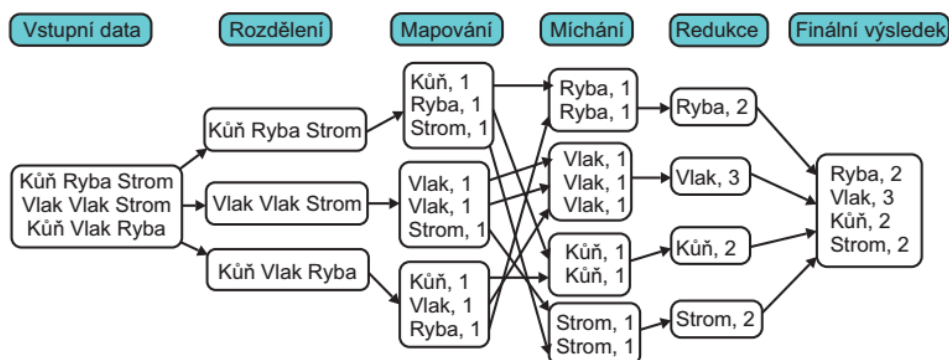 Vstupní data
Rozdělení
Mapování
Míchání
Redukce
Finální výsledek
Kůň Ryba Strom
Vlak Vlak Strom
Kůň Vlak Ryba
Kůň Ryba Strom
Vlak Vlak Strom
Kůň Vlak Ryba
Kůň, 1
Ryba, 1
Strom, 1
Vlak, 1
Vlak, 1
Strom, 1
Kůň, 1
Vlak, 1
Ryba, 1
Ryba, 1
Ryba, 1
Vlak, 1
Vlak, 1
Vlak, 1
Kůň, 1
Kůň, 1
Strom, 1
Strom, 1
Ryba, 2
Vlak, 3
Kůň, 2
Strom, 2
Ryba, 2
Vlak, 3
Kůň, 2
Strom, 2